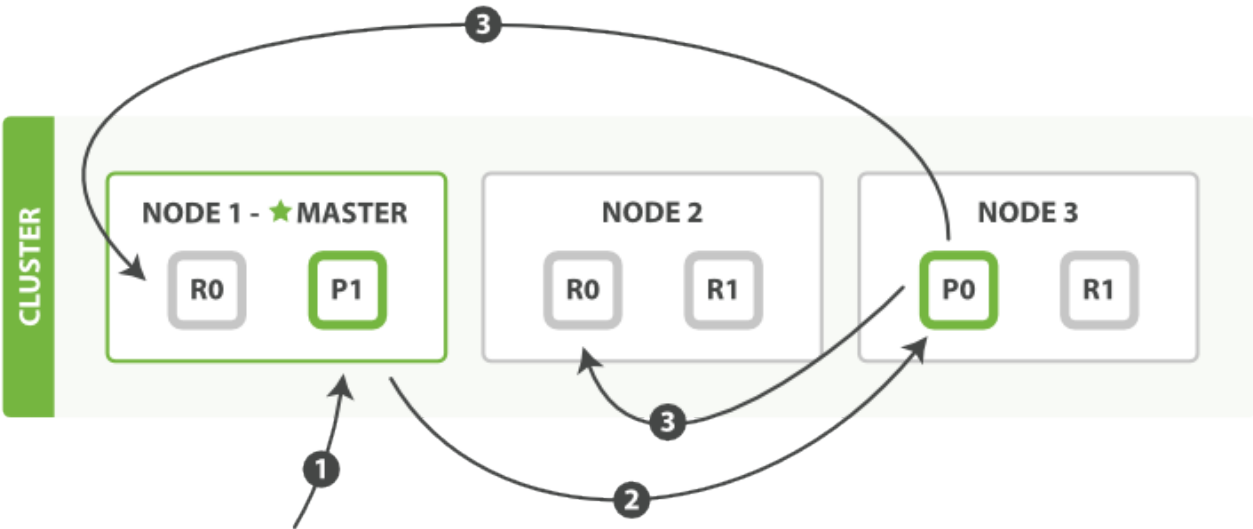 3
CLUSTER
NODE 1 - ★ MASTER
R0
P1
NODE 2
R0
R1
NODE 3
P0
R1
3
1
2